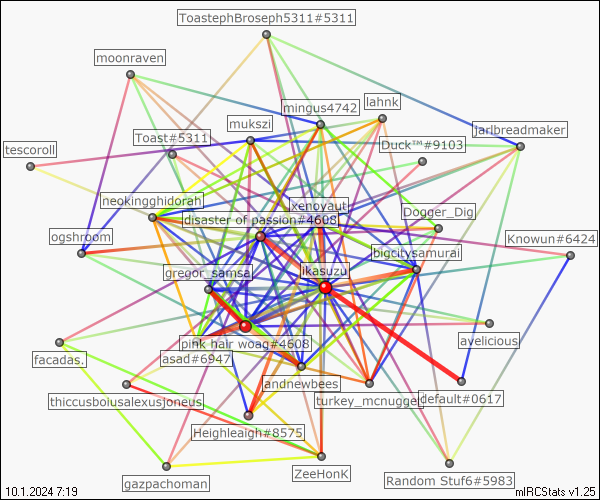 ToastephBroseph5311#5311
moonraven
lahnk
mingus4742
mukszi
jarlbreadmaker
Toast#5311
Duck™#9103
tescoroll
neokingghidorah
xenovaut
Dogger_Dig
disaster of passion#4608
ogshroom
Knowun#6424
bigcitysamurai
gregor_samsa
likasuzu
avelicious
pink hair woag#4608
facadas.
asad#6947
andnewbees
thiccusboiusalexusjoneus
turkey_mcnugget
default#0617
Heighleaigh#8575
ZeeHonK
gazpachoman
Random Stuf6#5983
10.1.2024 7:19
mIRCStats v1.25